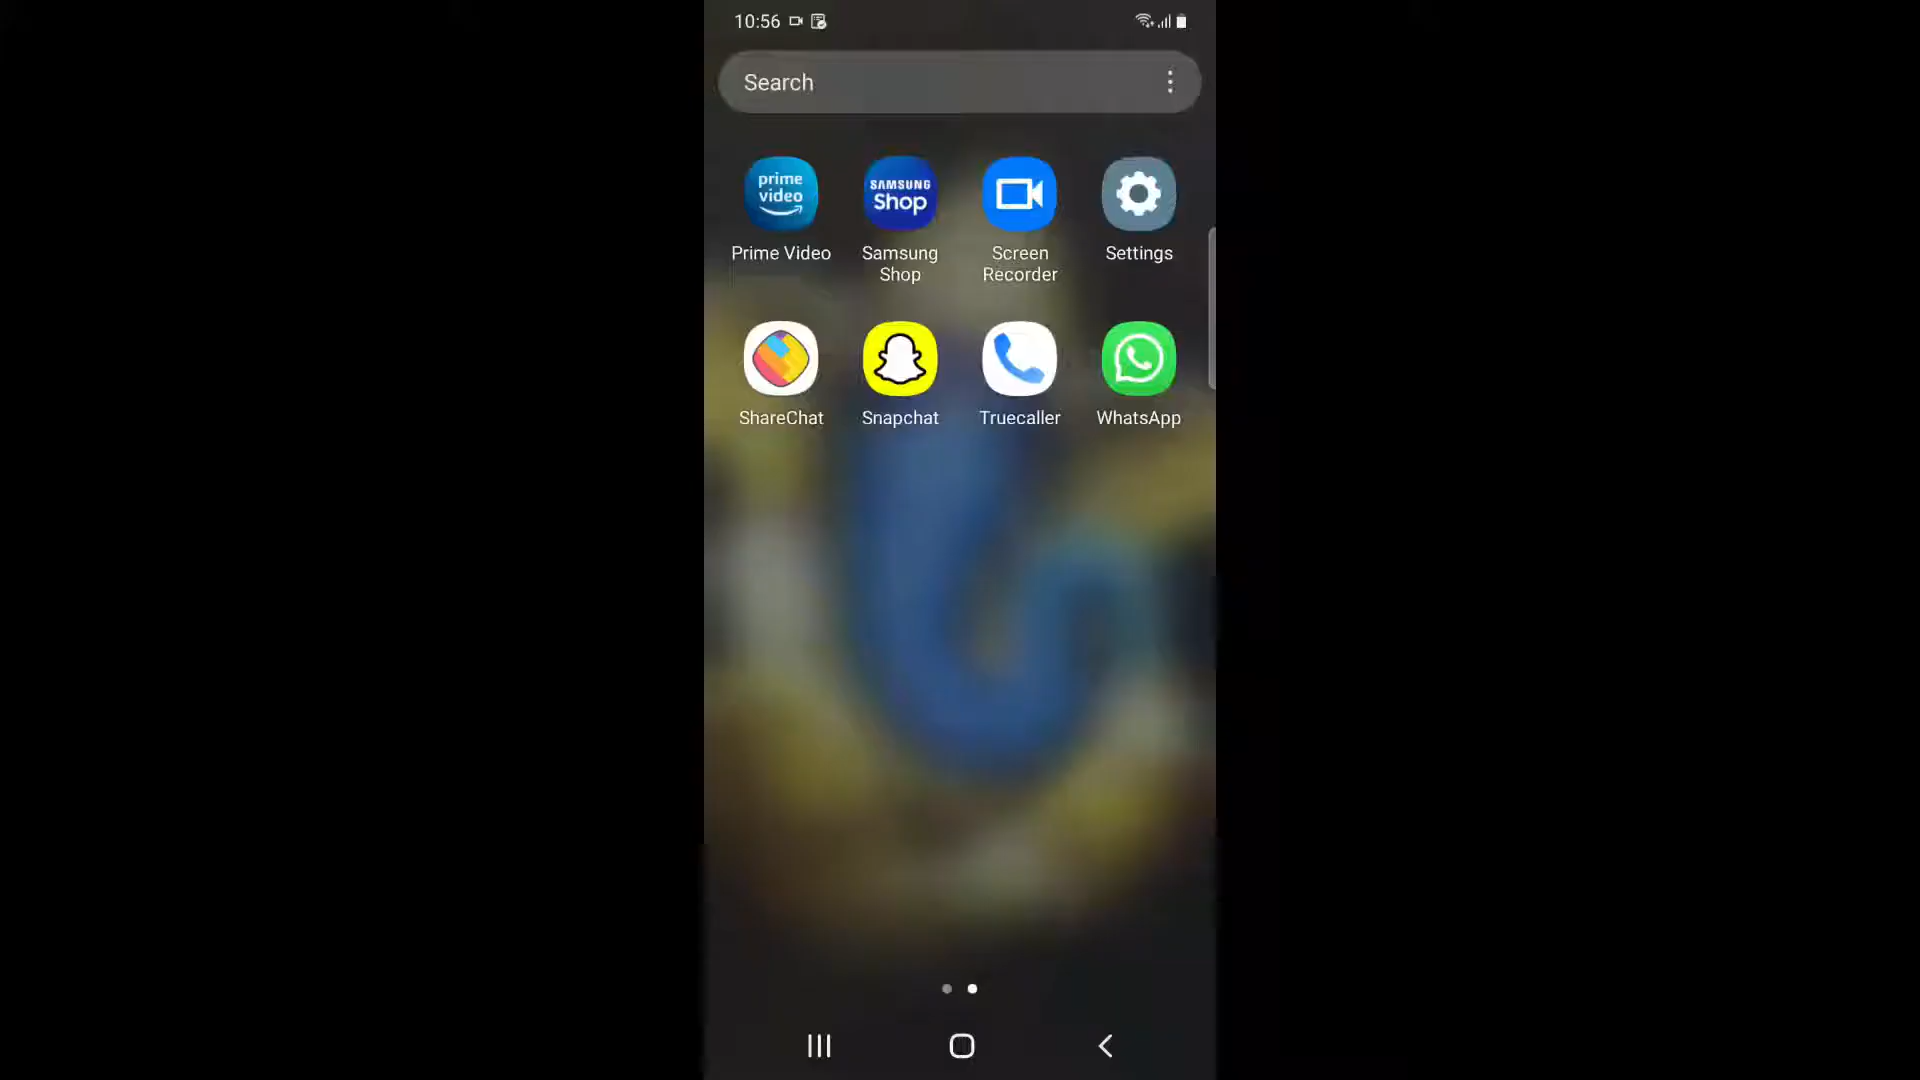 10:56
Search
prime
video
SAMSUNG
Shop
Prime Video
Samsung
Shop
Screen
Recorder
Settings
ShareChat
Snapchat
Truecaller
WhatsApp